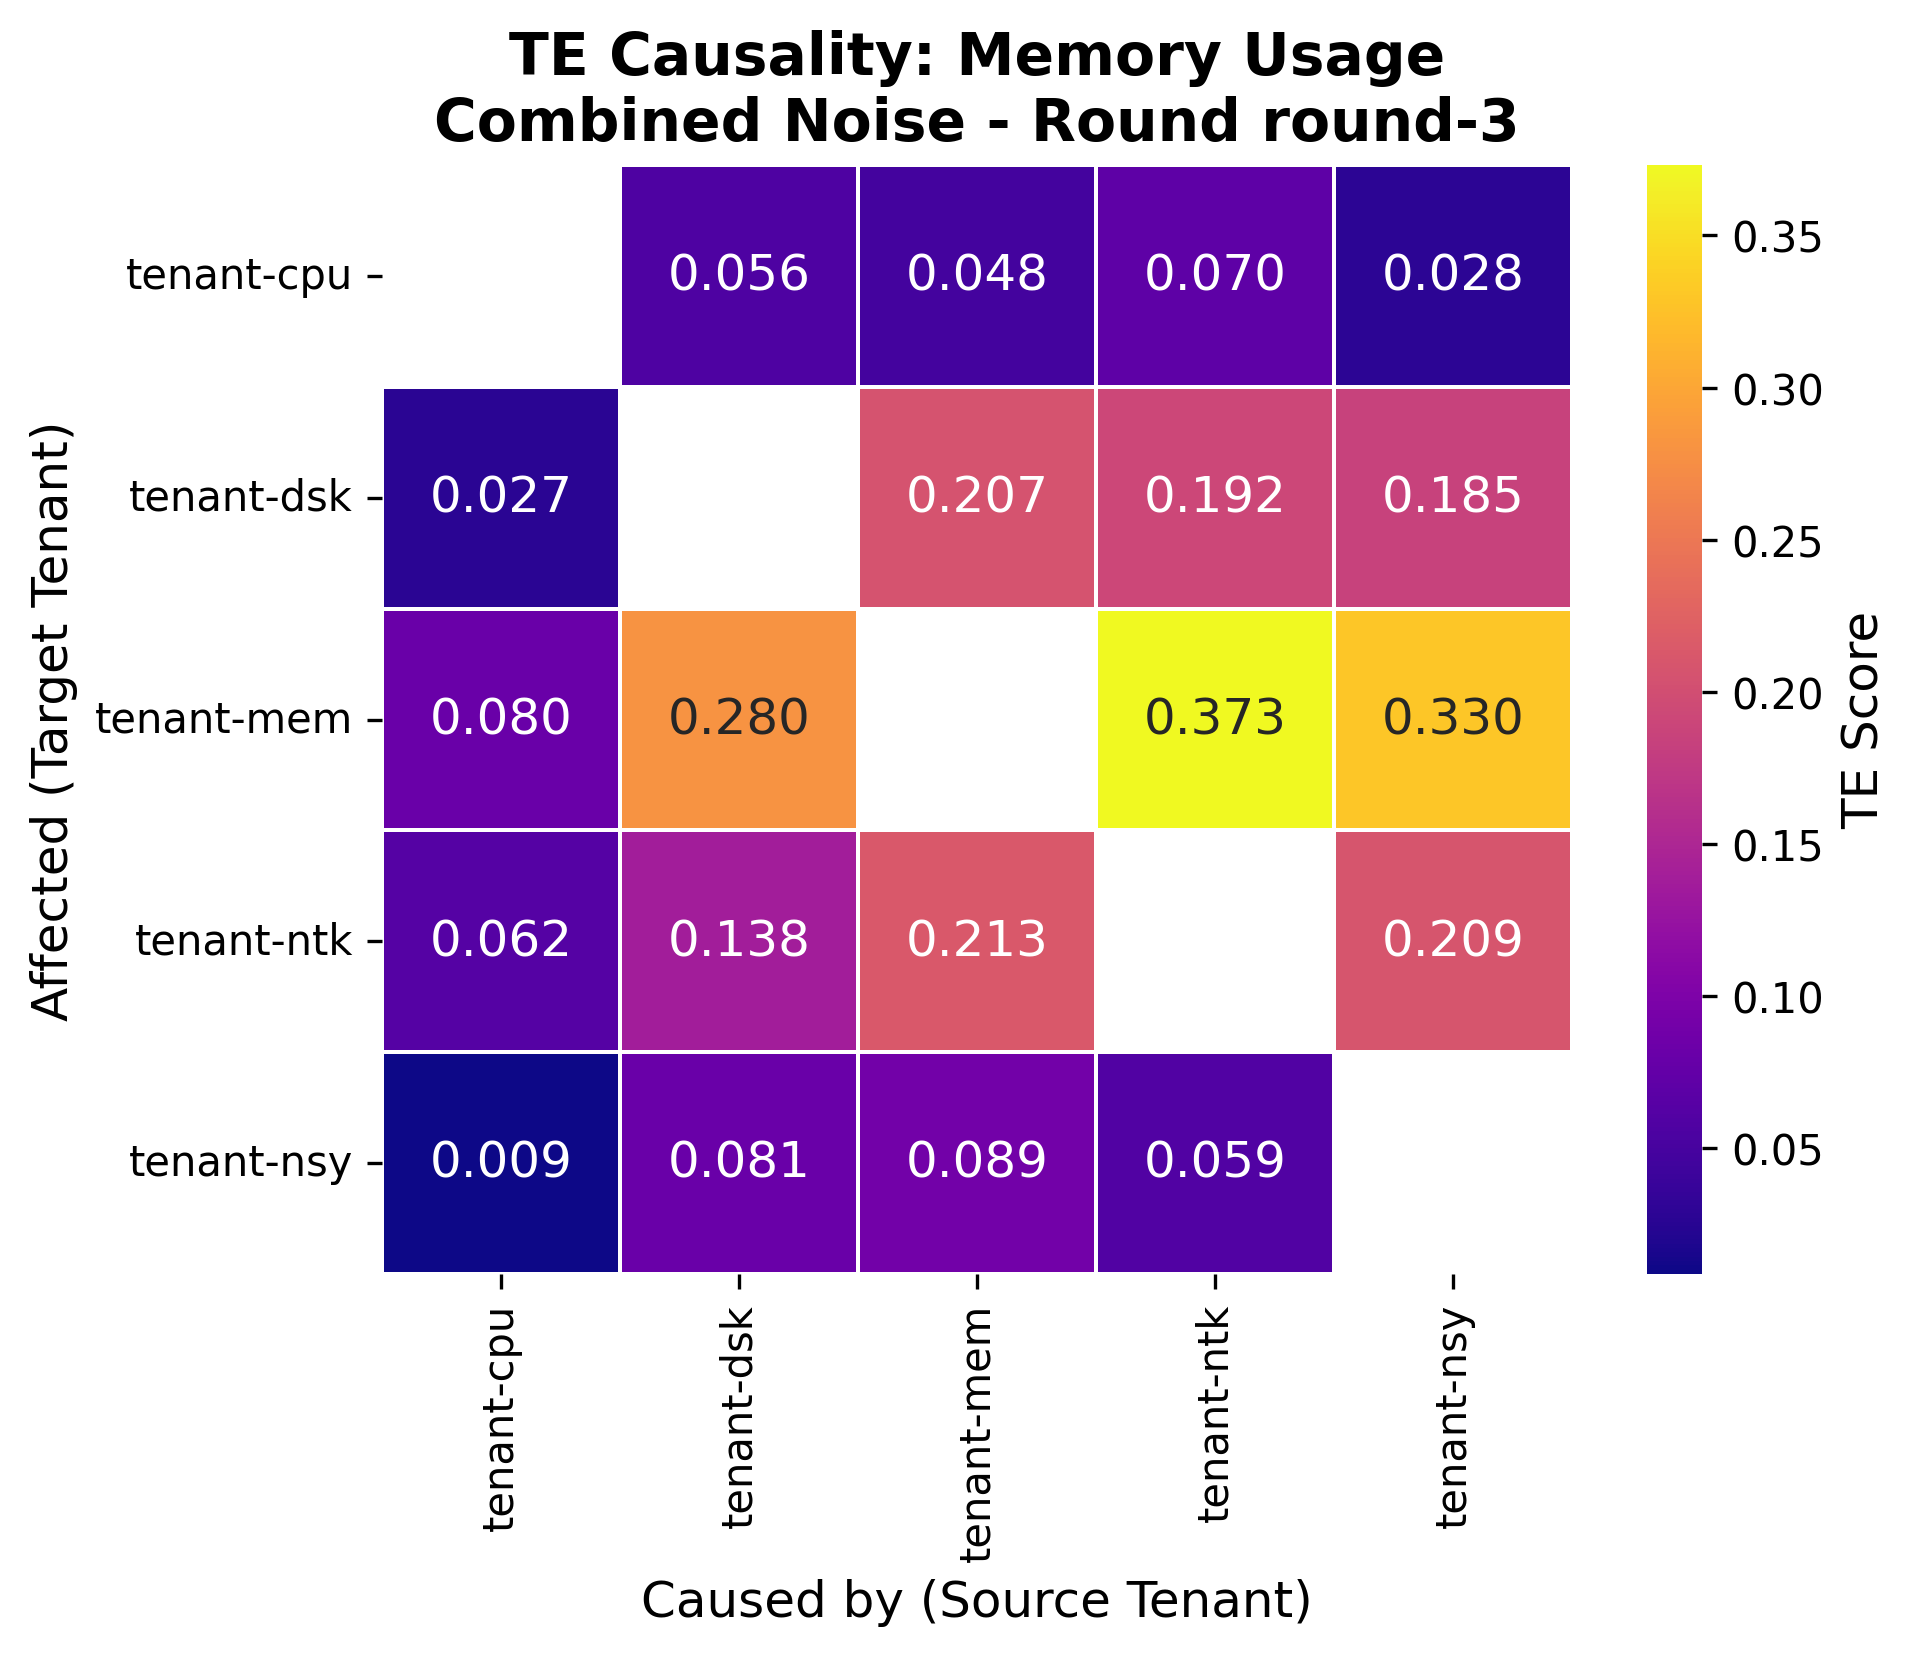 TE Causality: Memory Usage
Combined Noise - Round round-3
tenant-cpu
0.056 0.048 0.070 0.028
tenant-dsk
0.027 0.207 0.192 0.185
tenant-mem
0.080 0.280 0.373 0.330
tenant-ntk
0.062 0.138 0.213 0.209
tenant-nsy
0.009 0.081 0.089 0.059
Affected (Target Tenant)
tenant-cpu
tenant-dsk
tenant-mem
tenant-ntk
tenant-nsy
Caused by (Source Tenant)
0.35
0.30
0.25
0.20
0.15
0.10
0.05
TE Score